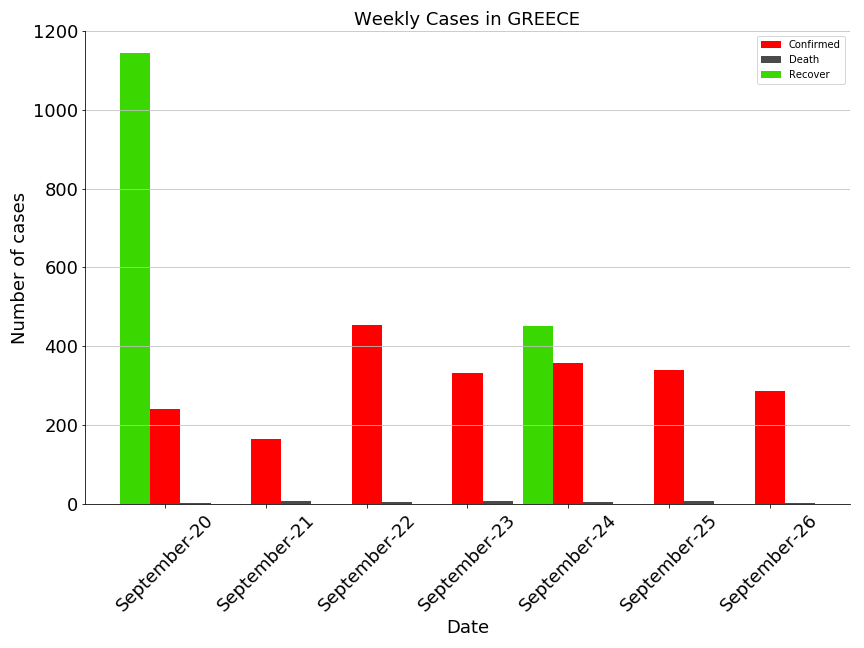 Weekly Cases in GREECE
Confirmed
Death
Recover
1200
1000
800
600
400
200
0
Number of cases
September-20
September-21
September-22
September-23
September-24
September-25
September-26
Date